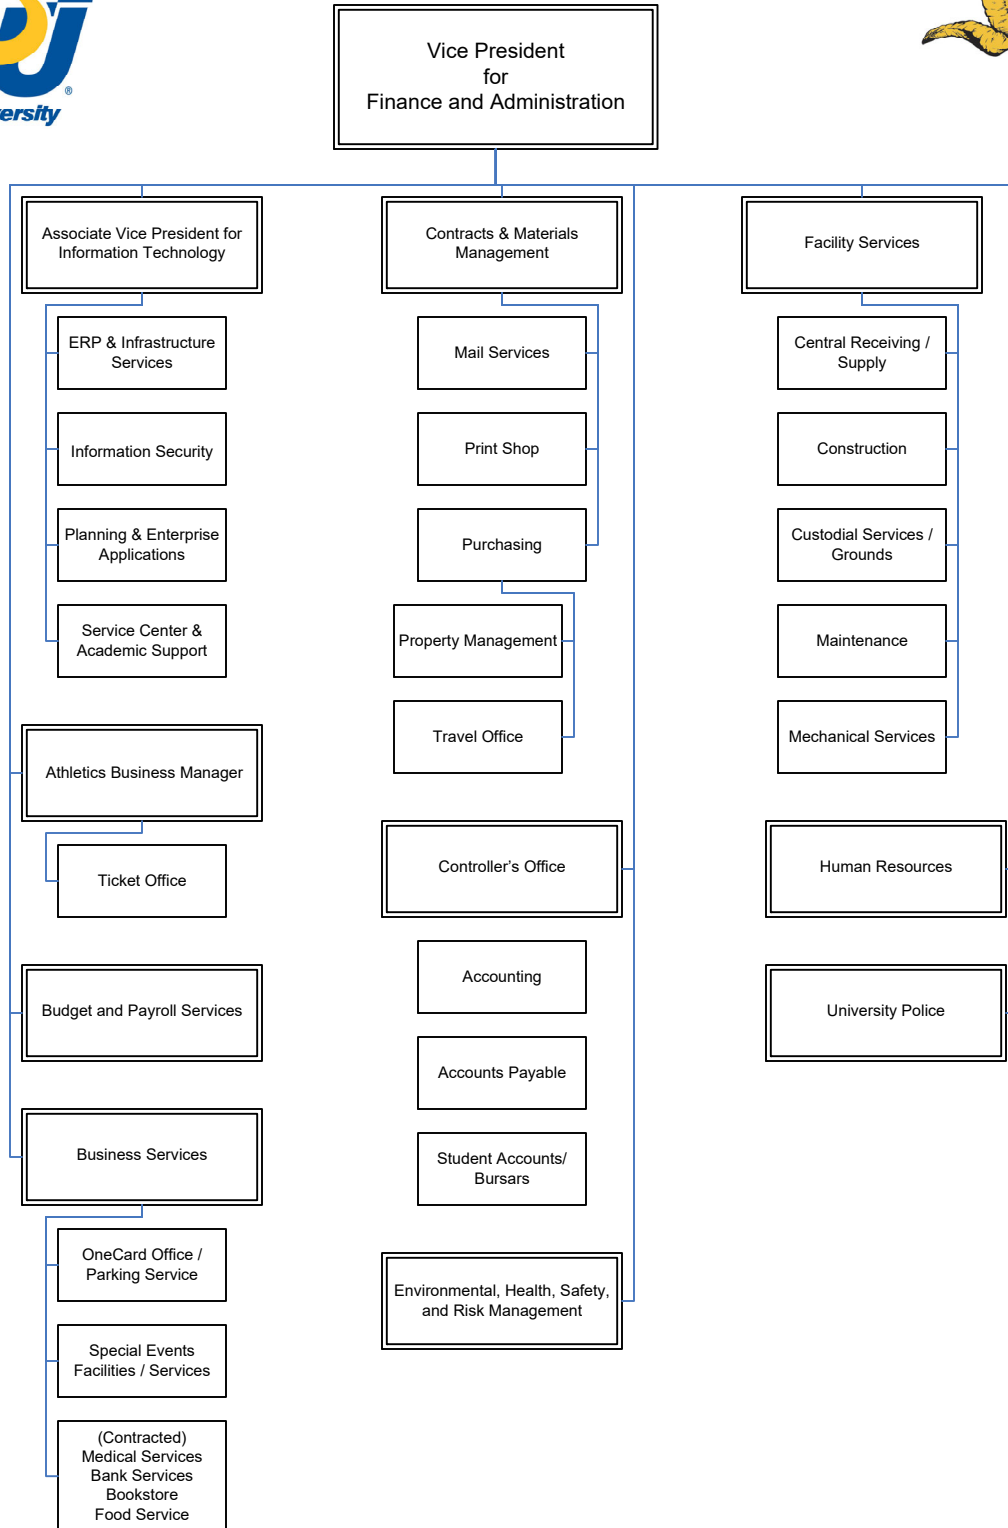 ersity
®
Vice President
for
Finance and Administration
Associate Vice President for
Information Technology
ERP & Infrastructure
Services
Information Security
Planning & Enterprise
Applications
Service Center &
Academic Support
Athletics Business Manager
Ticket Office
Budget and Payroll Services
Business Services
OneCard Office /
Parking Service
Special Events
Facilities / Services
(Contracted)
Medical Services
Bank Services
Bookstore
Food Service
Contracts & Materials
Management
Mail Services
Print Shop
Purchasing
Property Management
Travel Office
Controller’s Office
Accounting
Accounts Payable
Student Accounts/
Bursars
Environmental, Health, Safety,
and Risk Management
Facility Services
Central Receiving /
Supply
Construction
Custodial Services /
Grounds
Maintenance
Mechanical Services
Human Resources
University Police